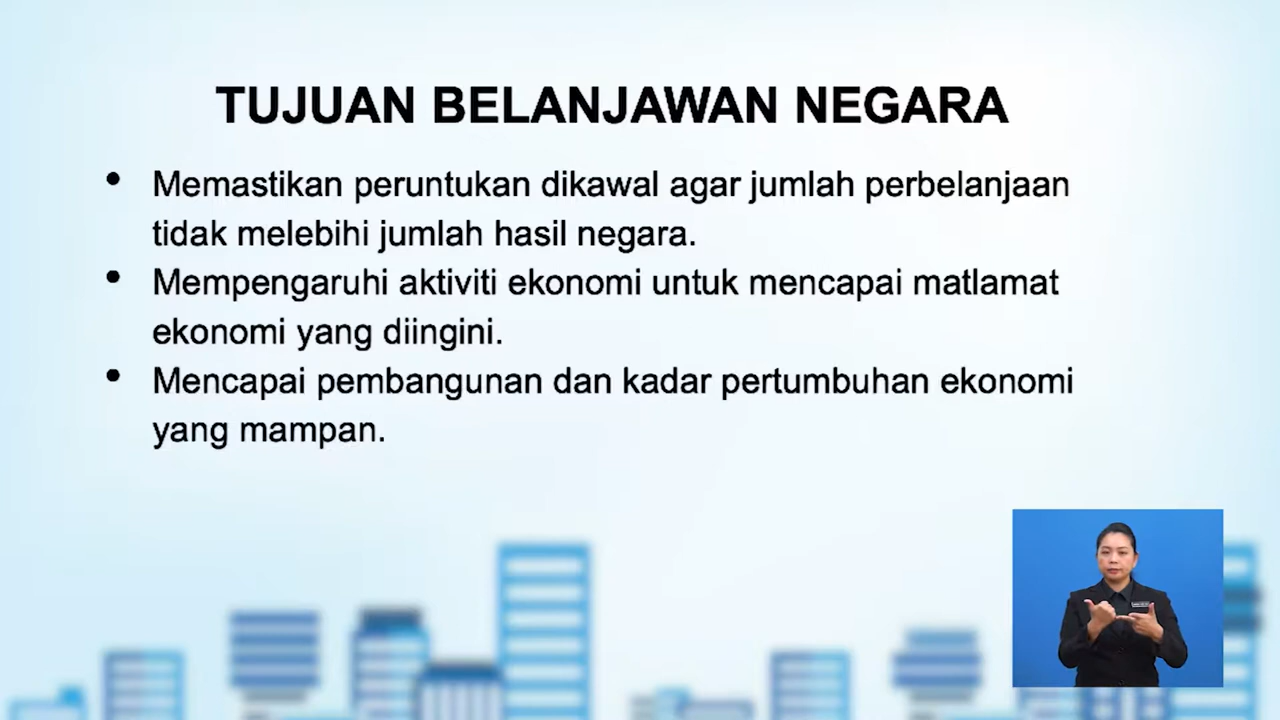 TUJUAN BELANJAWAN NEGARA
• Memastikan peruntukan dikawal agar jumlah perbelanjaan
tidak melebihi jumlah hasil negara.
• Mempengaruhi aktiviti ekonomi untuk mencapai matlamat
ekonomi yang diingini.
• Mencapai pembangunan dan kadar pertumbuhan ekonomi
yang mampan.